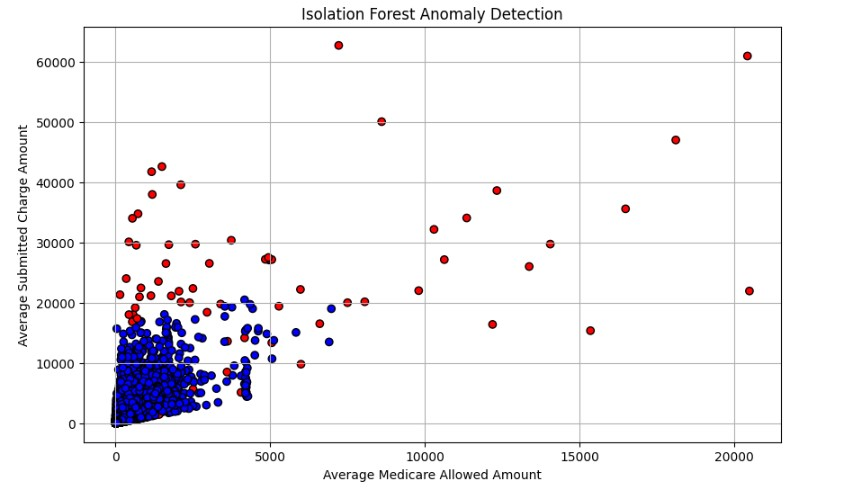 Isolation Forest Anomaly Detection
Average Submitted Charge Amount
60000
50000
40000
30000
20000
10000
0
0 5000 10000 15000 20000
Average Medicare Allowed Amount